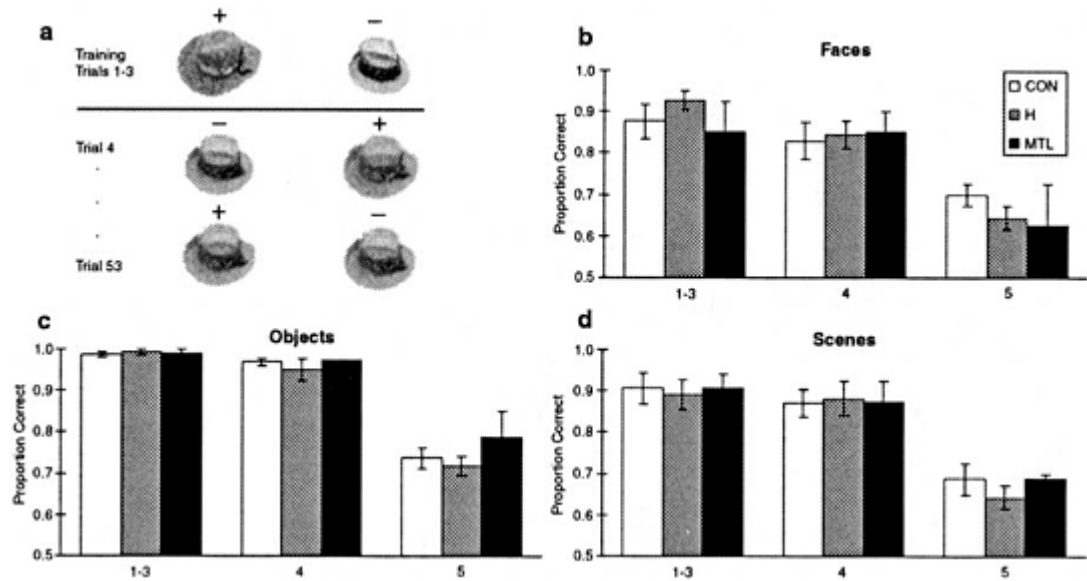 a
+ −
Training
Trials 1-3
− +
Trial 4
.
.
.
+ −
Trial 53
b
Faces
Proportion Correct
1.0
0.9
0.8
0.7
0.6
0.5
1-3 4 5
CON
H
MTL
c
Objects
Proportion Correct
1.0
0.9
0.8
0.7
0.6
0.5
1-3 4 5
d
Scenes
Proportion Correct
1.0
0.9
0.8
0.7
0.6
0.5
1-3 4 5